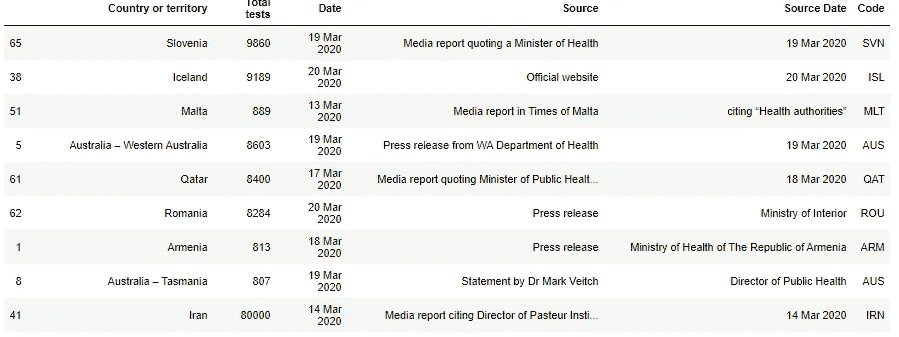 Country or territory Total tests Date Source Source Date Code
65 Slovenia 9860 19 Mar 2020 Media report quoting a Minister of Health 19 Mar 2020 SVN
38 Iceland 9189 20 Mar 2020 Official website 20 Mar 2020 ISL
51 Malta 889 13 Mar 2020 Media report in Times of Malta citing “Health authorities” MLT
5 Australia – Western Australia 8603 19 Mar 2020 Press release from WA Department of Health 19 Mar 2020 AUS
61 Qatar 8400 17 Mar 2020 Media report quoting Minister of Public Healt... 18 Mar 2020 QAT
62 Romania 8284 20 Mar 2020 Press release Ministry of Interior ROU
1 Armenia 813 18 Mar 2020 Press release Ministry of Health of The Republic of Armenia ARM
8 Australia – Tasmania 807 19 Mar 2020 Statement by Dr Mark Veitch Director of Public Health AUS
41 Iran 80000 14 Mar 2020 Media report citing Director of Pasteur Insti... 14 Mar 2020 IRN